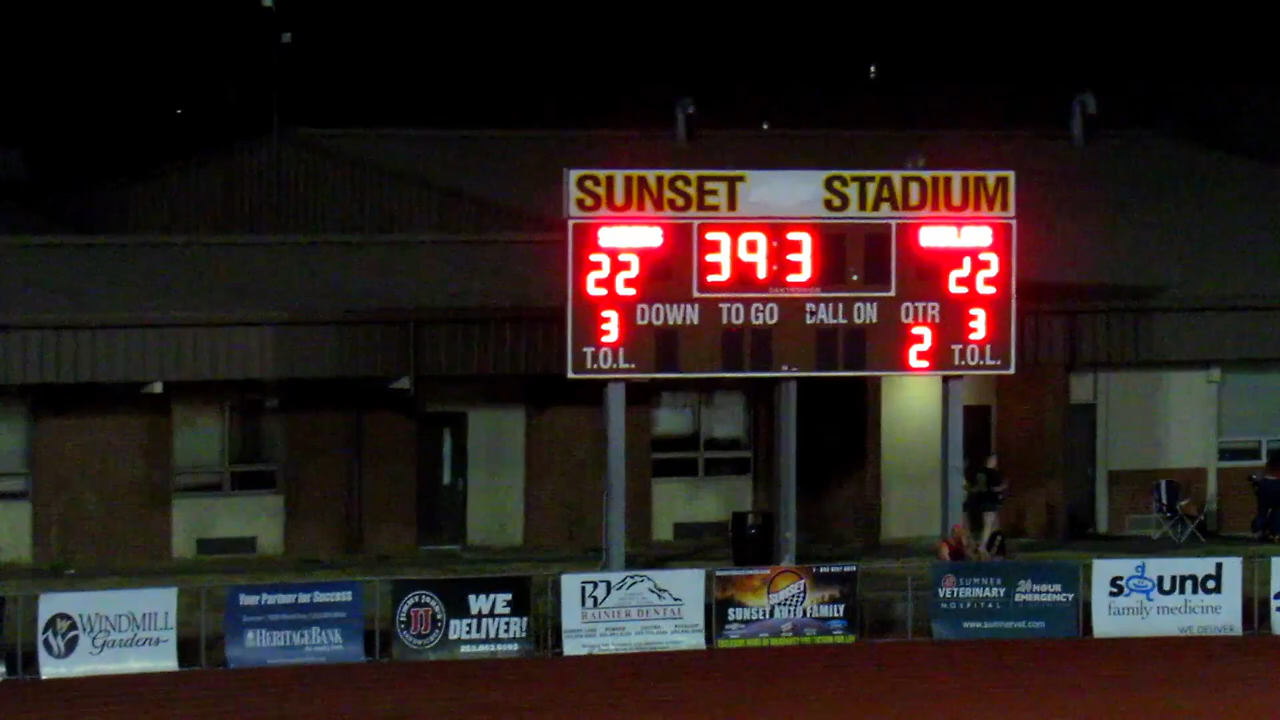 SUNSET STADIUM
39:3
22 22
DOWN TO GO BALL ON QTR
3 2 3
T.O.L. T.O.L.
WINDMILL
Gardens
Your Partner for Success
HERITAGEBANK
JJ
WE
DELIVER!
RAINIER DENTAL
SUNSET
SUNSET AUTO FAMILY
SUMNER
VETERINARY
HOSPITAL
24 HOUR
EMERGENCY
www.sumnervet.com
sound
family medicine
WE DELIVER